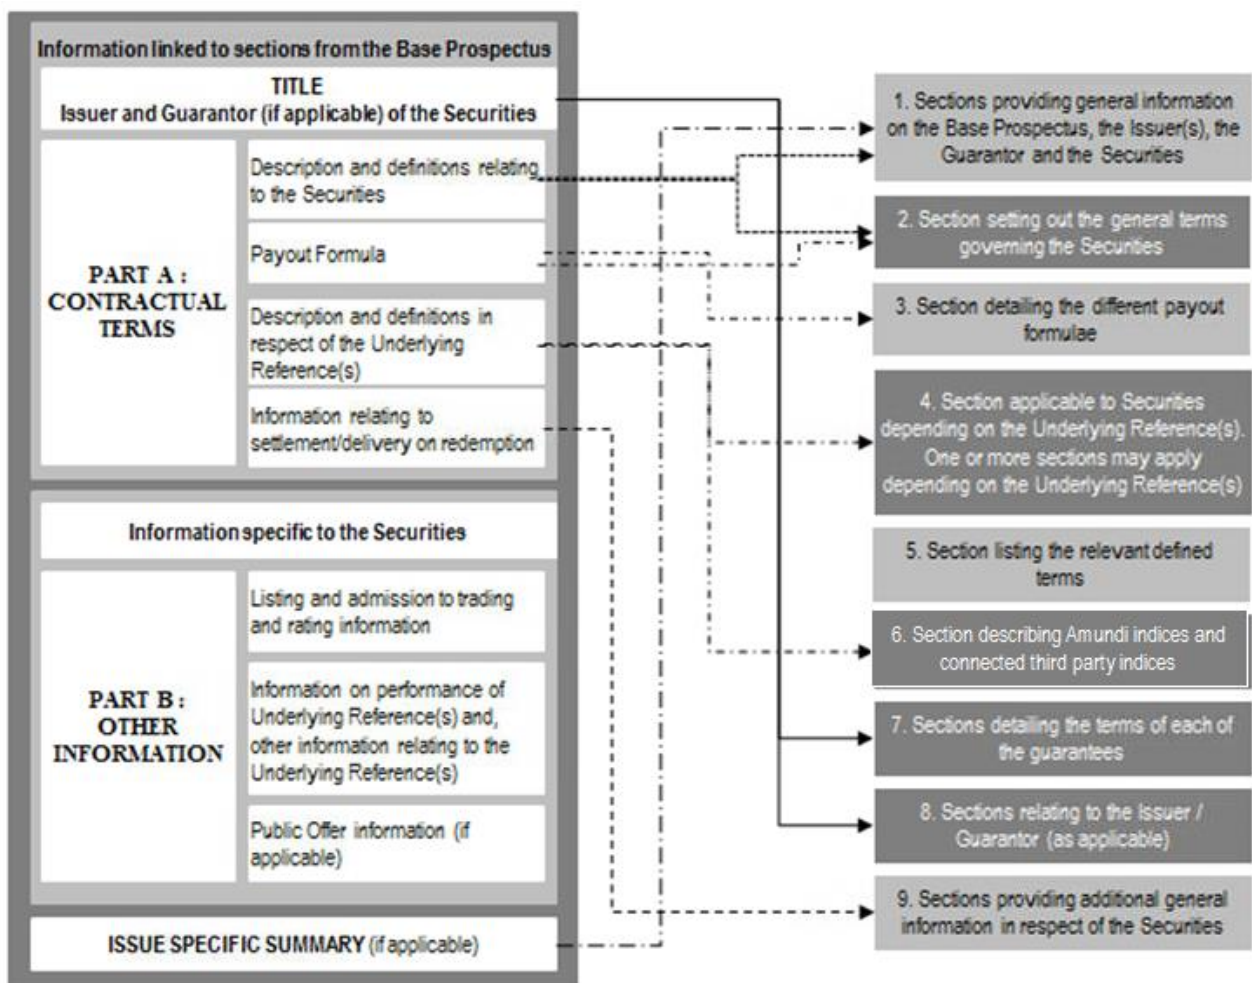 Information linked to sections from the Base Prospectus
TITLE
Issuer and Guarantor (if applicable) of the Securities
PART A :
CONTRACTUAL
TERMS
Description and definitions relating
to the Securities
Payout Formula
Description and definitions in
respect of the Underlying
Reference(s)
Information relating to
settlement/delivery on redemption
Information specific to the Securities
PART B :
OTHER
INFORMATION
Listing and admission to trading
and rating information
Information on performance of
Underlying Reference(s) and,
other information relating to the
Underlying Reference(s)
Public Offer information (if
applicable)
ISSUE SPECIFIC SUMMARY (if applicable)
1. Sections providing general information
on the Base Prospectus, the Issuer(s), the
Guarantor and the Securities
2. Section setting out the general terms
governing the Securities
3. Section detailing the different payout
formulae
4. Section applicable to Securities
depending on the Underlying Reference(s).
One or more sections may apply
depending on the Underlying Reference(s)
5. Section listing the relevant defined
terms
6. Section describing Amundi indices and
connected third party indices
7. Sections detailing the terms of each of
the guarantees
8. Sections relating to the Issuer /
Guarantor (as applicable)
9. Sections providing additional general
information in respect of the Securities